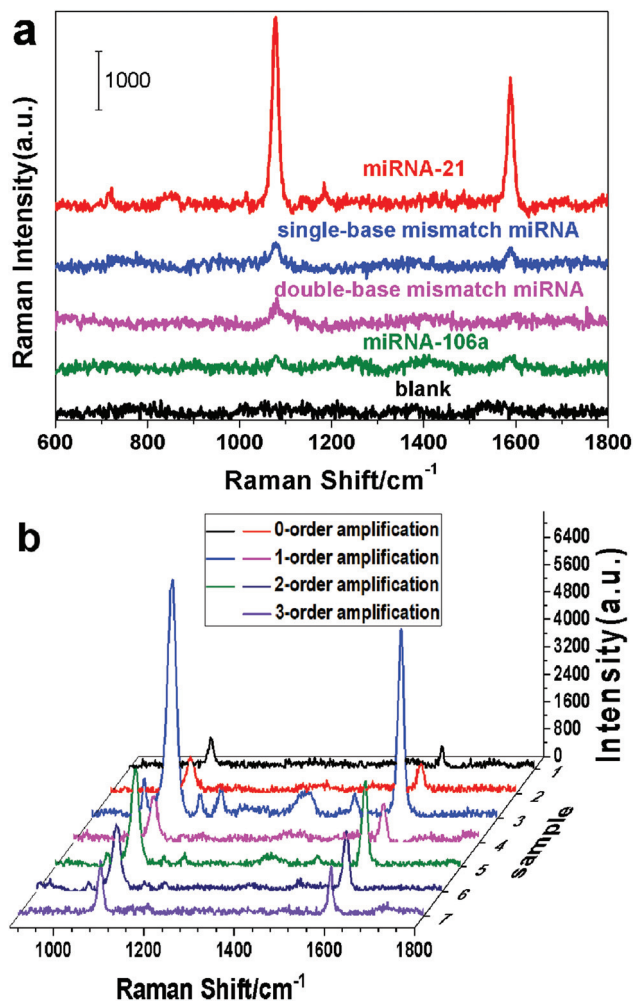 a
1000
Raman Intensity(a.u.)
miRNA-21
single-base mismatch miRNA
double-base mismatch miRNA
miRNA-106a
blank
600 800 1000 1200 1400 1600 1800
Raman Shift/cm-1
b
0-order amplification
1-order amplification
2-order amplification
3-order amplification
6400
5600
4800
4000
3200
2400
1600
800
0
Intensity(a.u.)
1
2
3
4
5
6
7
sample
1000 1200 1400 1600 1800
Raman Shift/cm-1